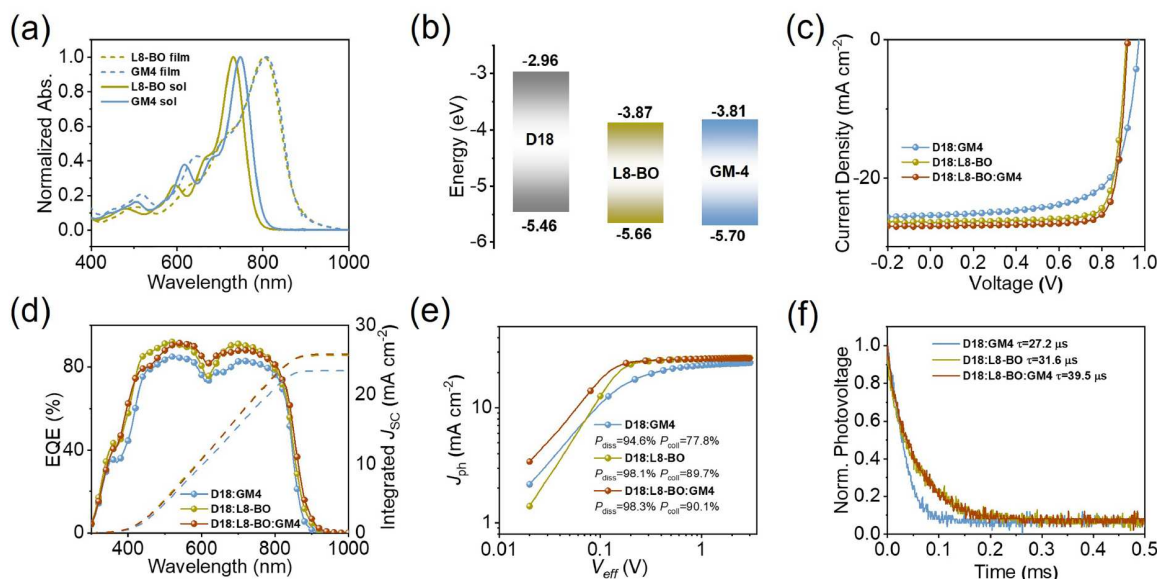 (a)
Normalized Abs.
1.0
0.8
0.6
0.4
0.2
0.0
L8-BO film
GM4 film
L8-BO sol
GM4 sol
400 600 800 1000
Wavelength (nm)
(b)
Energy (eV)
-3
-4
-5
-6
-2.96
D18
-5.46
-3.87
L8-BO
-5.66
-3.81
GM-4
-5.70
(c)
Current Density (mA cm⁻²)
0
-20
D18:GM4
D18:L8-BO
D18:L8-BO:GM4
-0.2 0.0 0.2 0.4 0.6 0.8 1
Voltage (V)
(d)
EQE (%)
80
40
0
D18:GM4
D18:L8-BO
D18:L8-BO:GM4
30
20
10
0
Integrated JSC (mA cm⁻²)
400 600 800 1000
Wavelength (nm)
(e)
Jph (mA cm⁻²)
10
1
D18:GM4
Pdiss=94.6% Pcoll=77.8%
D18:L8-BO
Pdiss=98.1% Pcoll=89.7%
D18:L8-BO:GM4
Pdiss=98.3% Pcoll=90.1%
0.01 0.1 1
Veff (V)
(f)
Norm. Photovoltage
1.0
0.8
0.6
0.4
0.2
0.0
D18:GM4 τ=27.2 μs
D18:L8-BO τ=31.6 μs
D18:L8-BO:GM4 τ=39.5 μs
0.0 0.1 0.2 0.3 0.4 0.5
Time (ms)